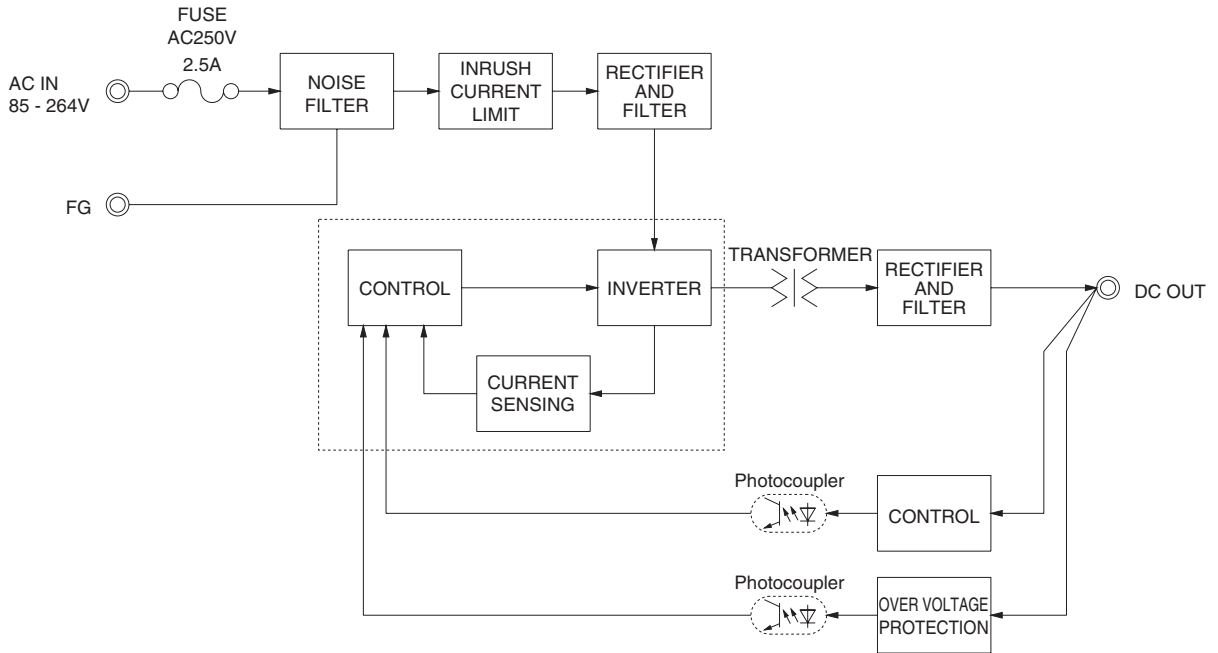 FUSE
AC250V
2.5A
AC IN
85 - 264V
NOISE
FILTER
INRUSH
CURRENT
LIMIT
RECTIFIER
AND
FILTER
FG
CONTROL
INVERTER
TRANSFORMER
RECTIFIER
AND
FILTER
DC OUT
CURRENT
SENSING
Photocoupler
CONTROL
Photocoupler
OVER VOLTAGE
PROTECTION